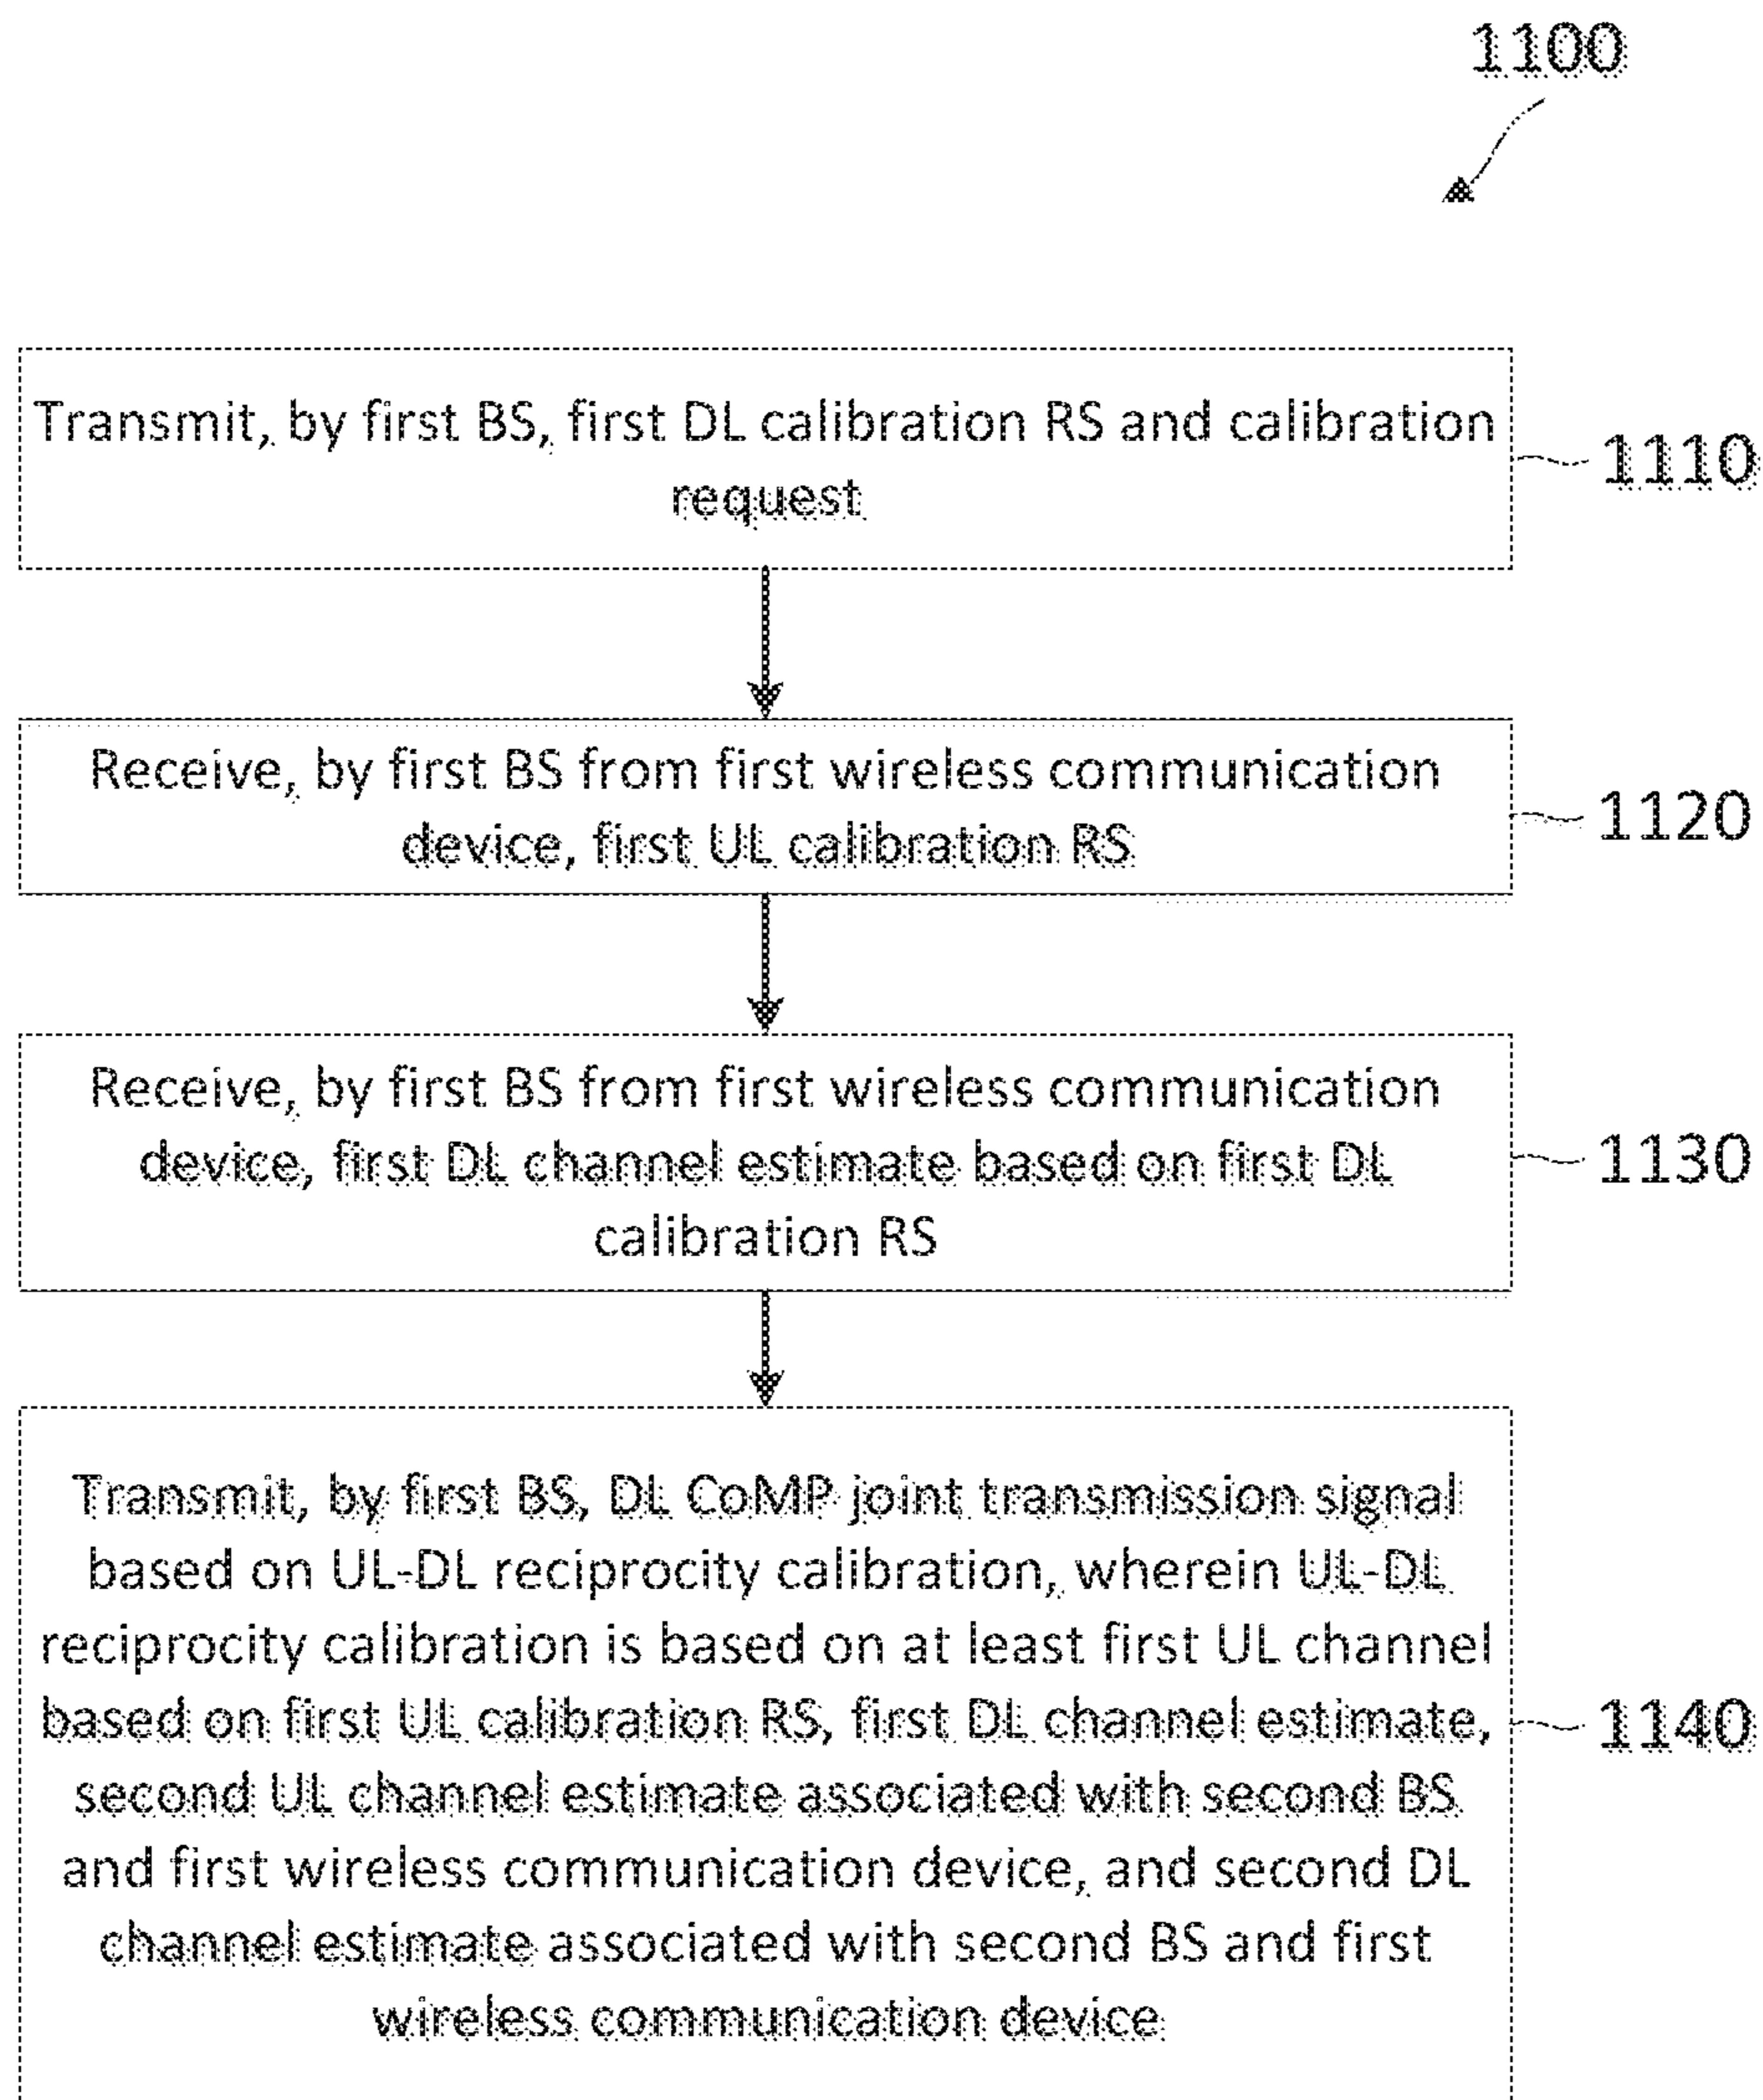 1100
Transmit, by first BS, first DL calibration RS and calibration
request
1110
Receive, by first BS from first wireless communication
device, first UL calibration RS
1120
Receive, by first BS from first wireless communication
device, first DL channel estimate based on first DL
calibration RS
1130
Transmit, by first BS, DL CoMP joint transmission signal
based on UL-DL reciprocity calibration, wherein UL-DL
reciprocity calibration is based on at least first UL channel
based on first UL calibration RS, first DL channel estimate,
second UL channel estimate associated with second BS
and first wireless communication device, and second DL
channel estimate associated with second BS and first
wireless communication device
1140